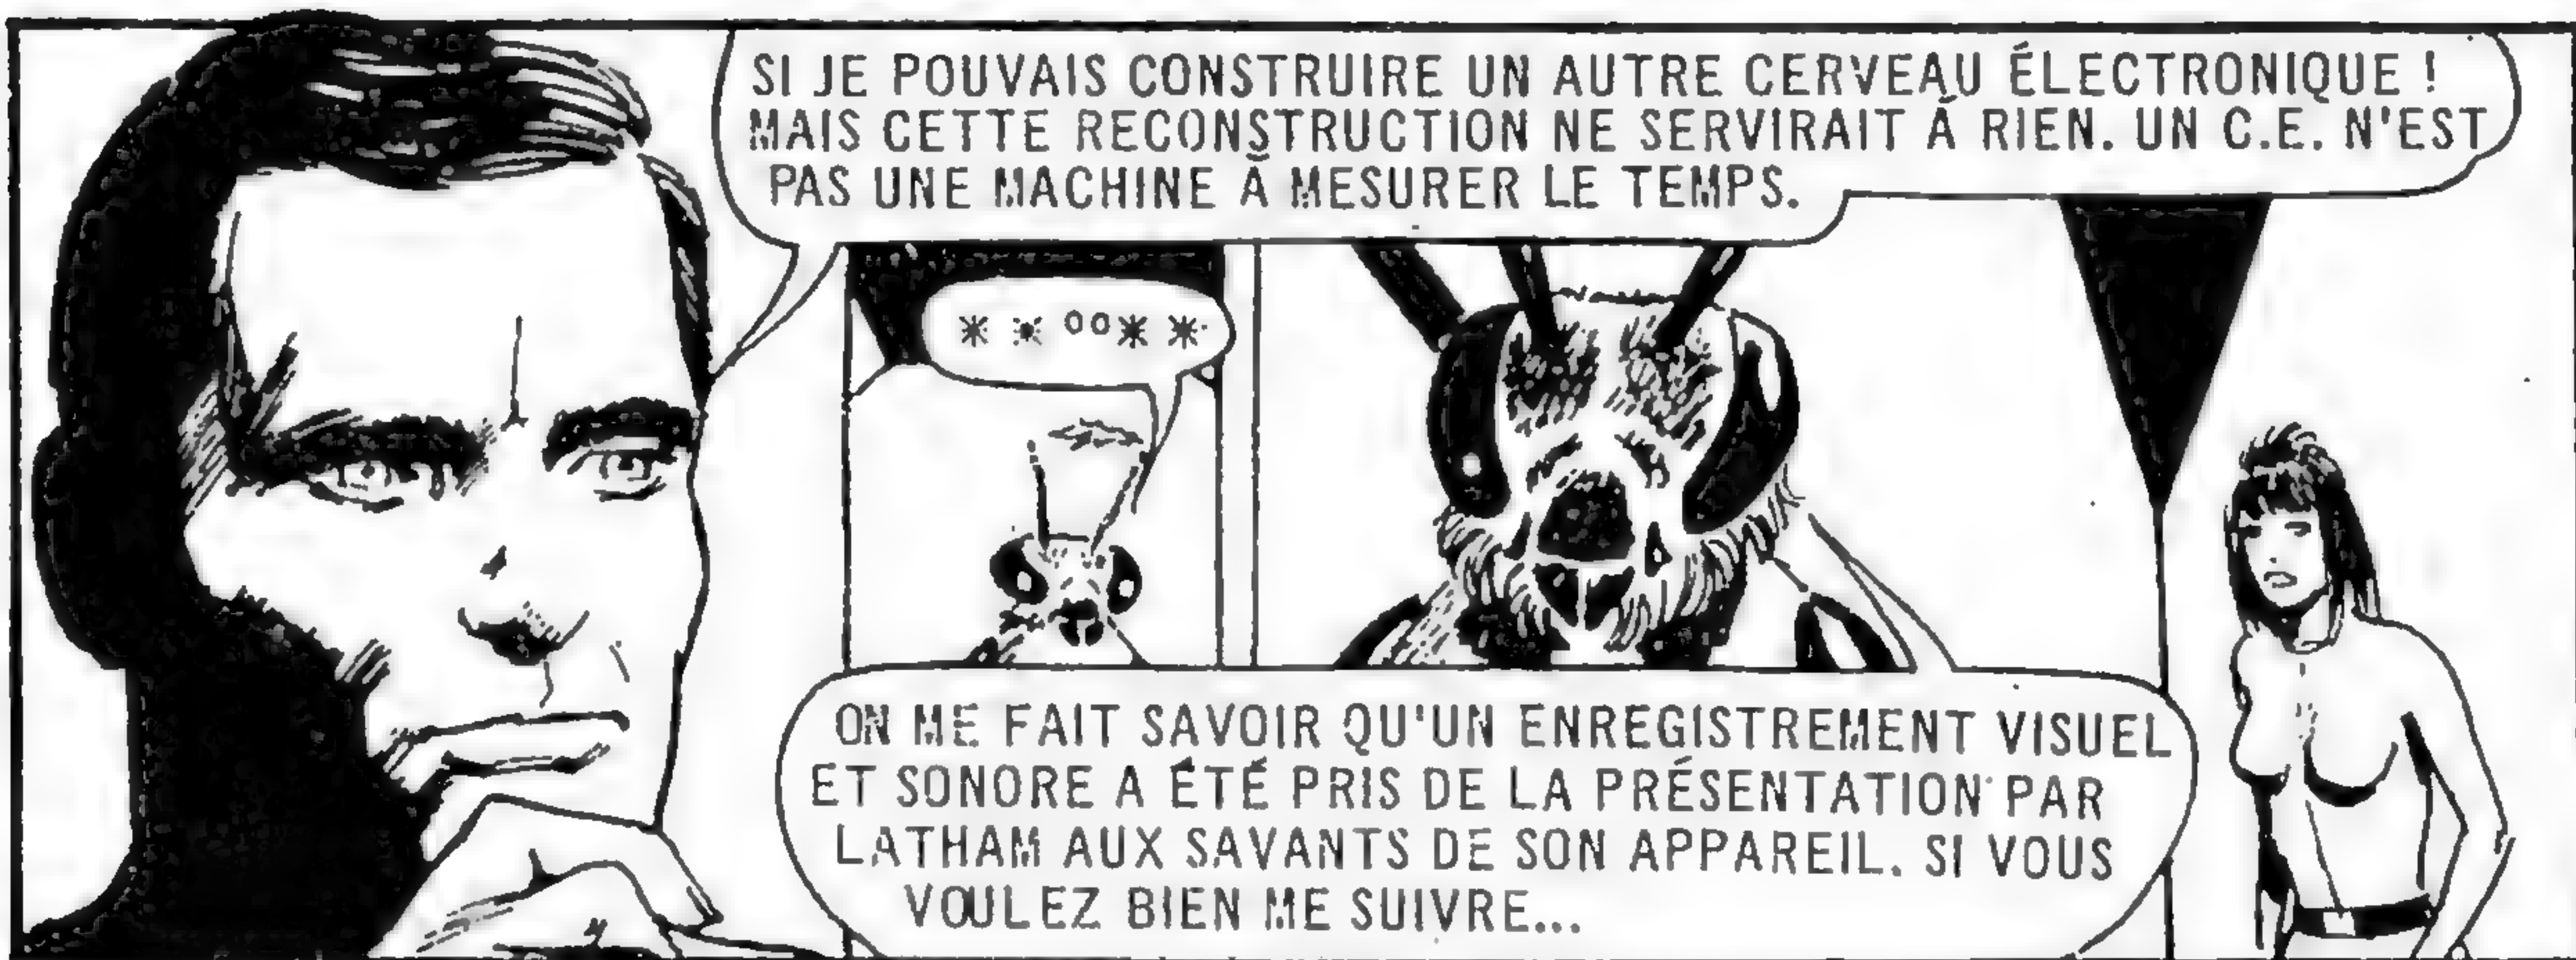 SI JE POUVAIS CONSTRUIRE UN AUTRE CERVEAU ÉLECTRONIQUE !
MAIS CETTE RECONSTRUCTION NE SERVIRAIT À RIEN. UN C.E. N'EST
PAS UNE MACHINE À MESURER LE TEMPS.
* * °°* *
ON ME FAIT SAVOIR QU'UN ENREGISTREMENT VISUEL
ET SONORE A ÉTÉ PRIS DE LA PRÉSENTATION PAR
LATHAM AUX SAVANTS DE SON APPAREIL. SI VOUS
VOULEZ BIEN ME SUIVRE...